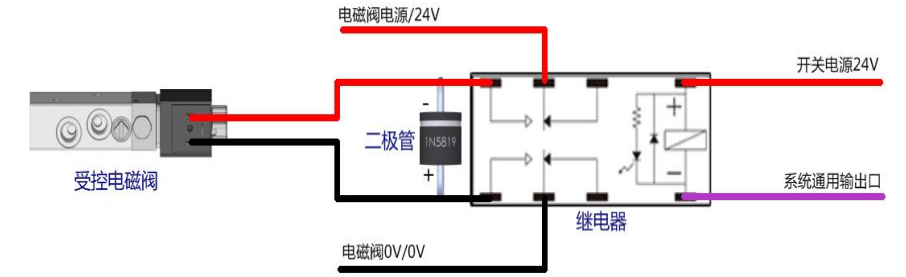 电磁阀电源/24V
开关电源24V
-
二极管
1N5819
+
+
-
受控电磁阀
系统通用输出口
继电器
电磁阀0V/0V